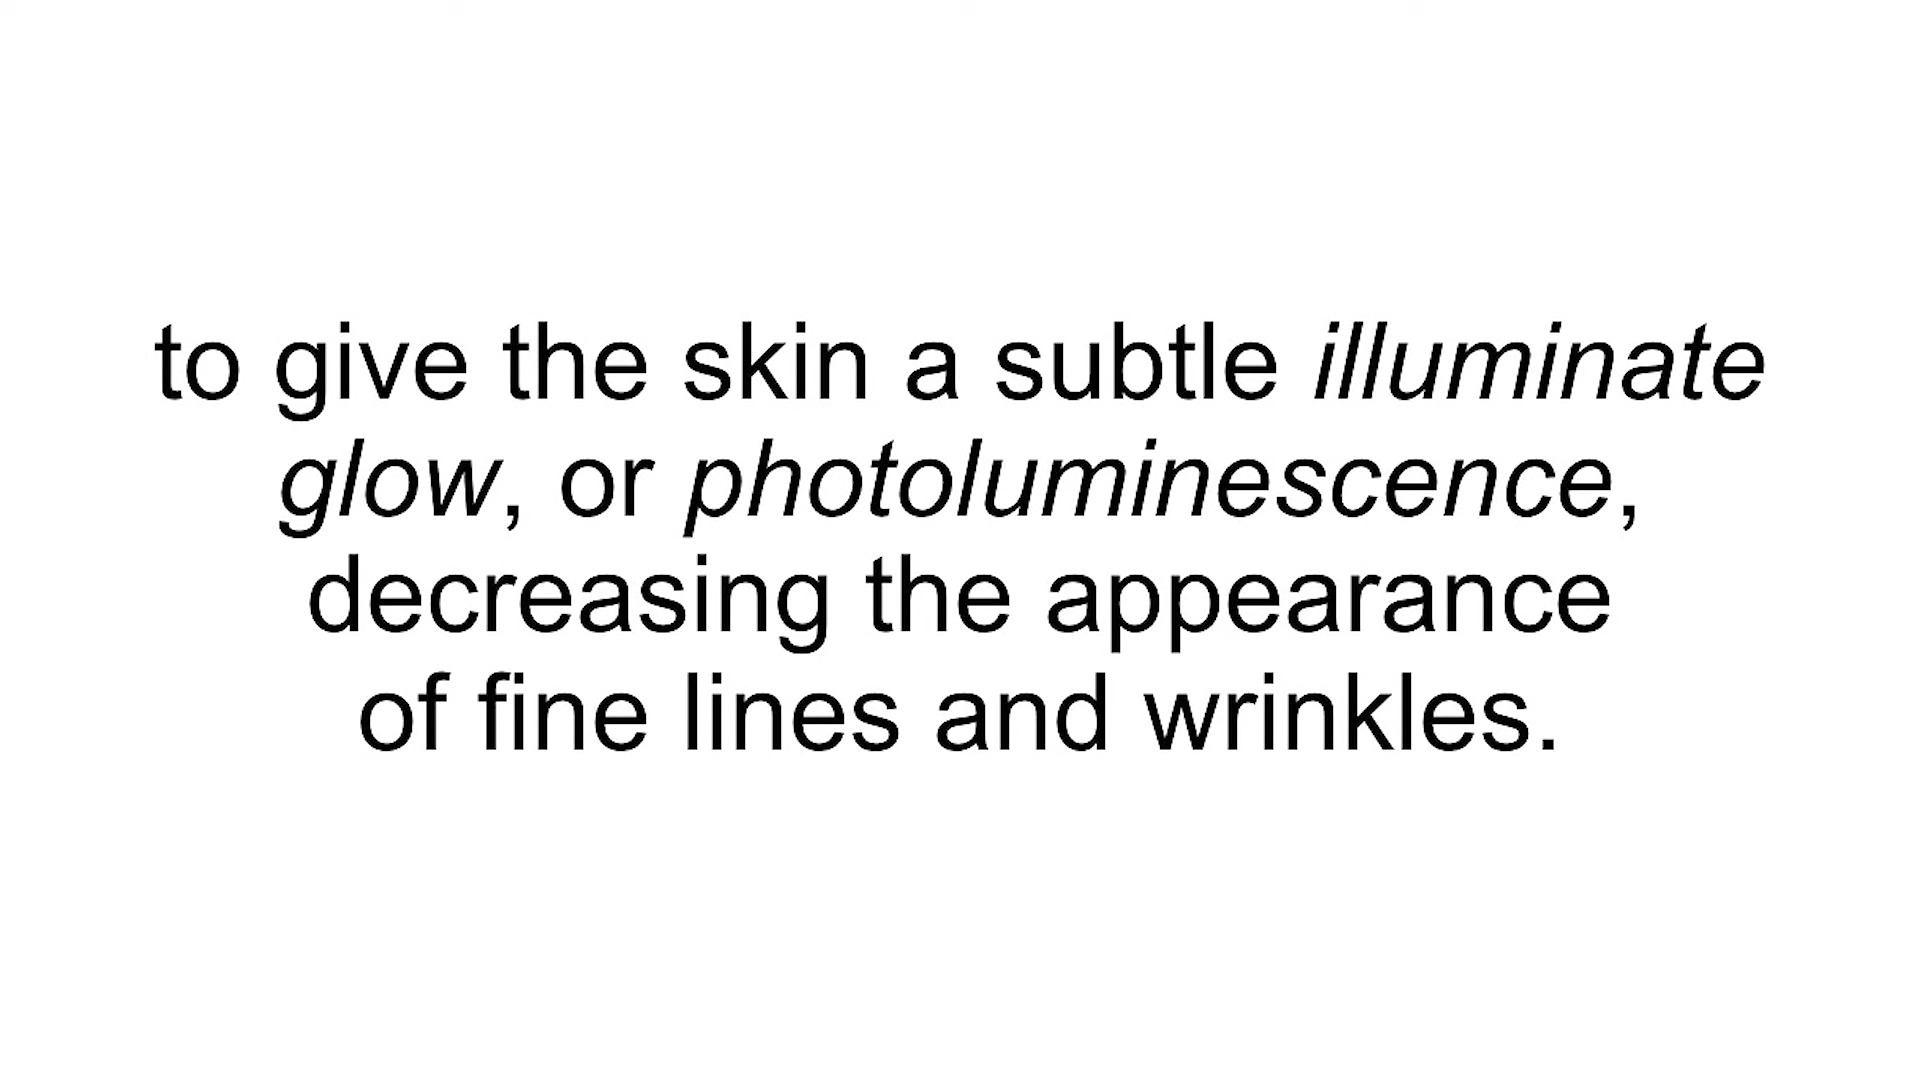 to give the skin a subtle illuminate
glow, or photoluminescence,
decreasing the appearance
of fine lines and wrinkles.